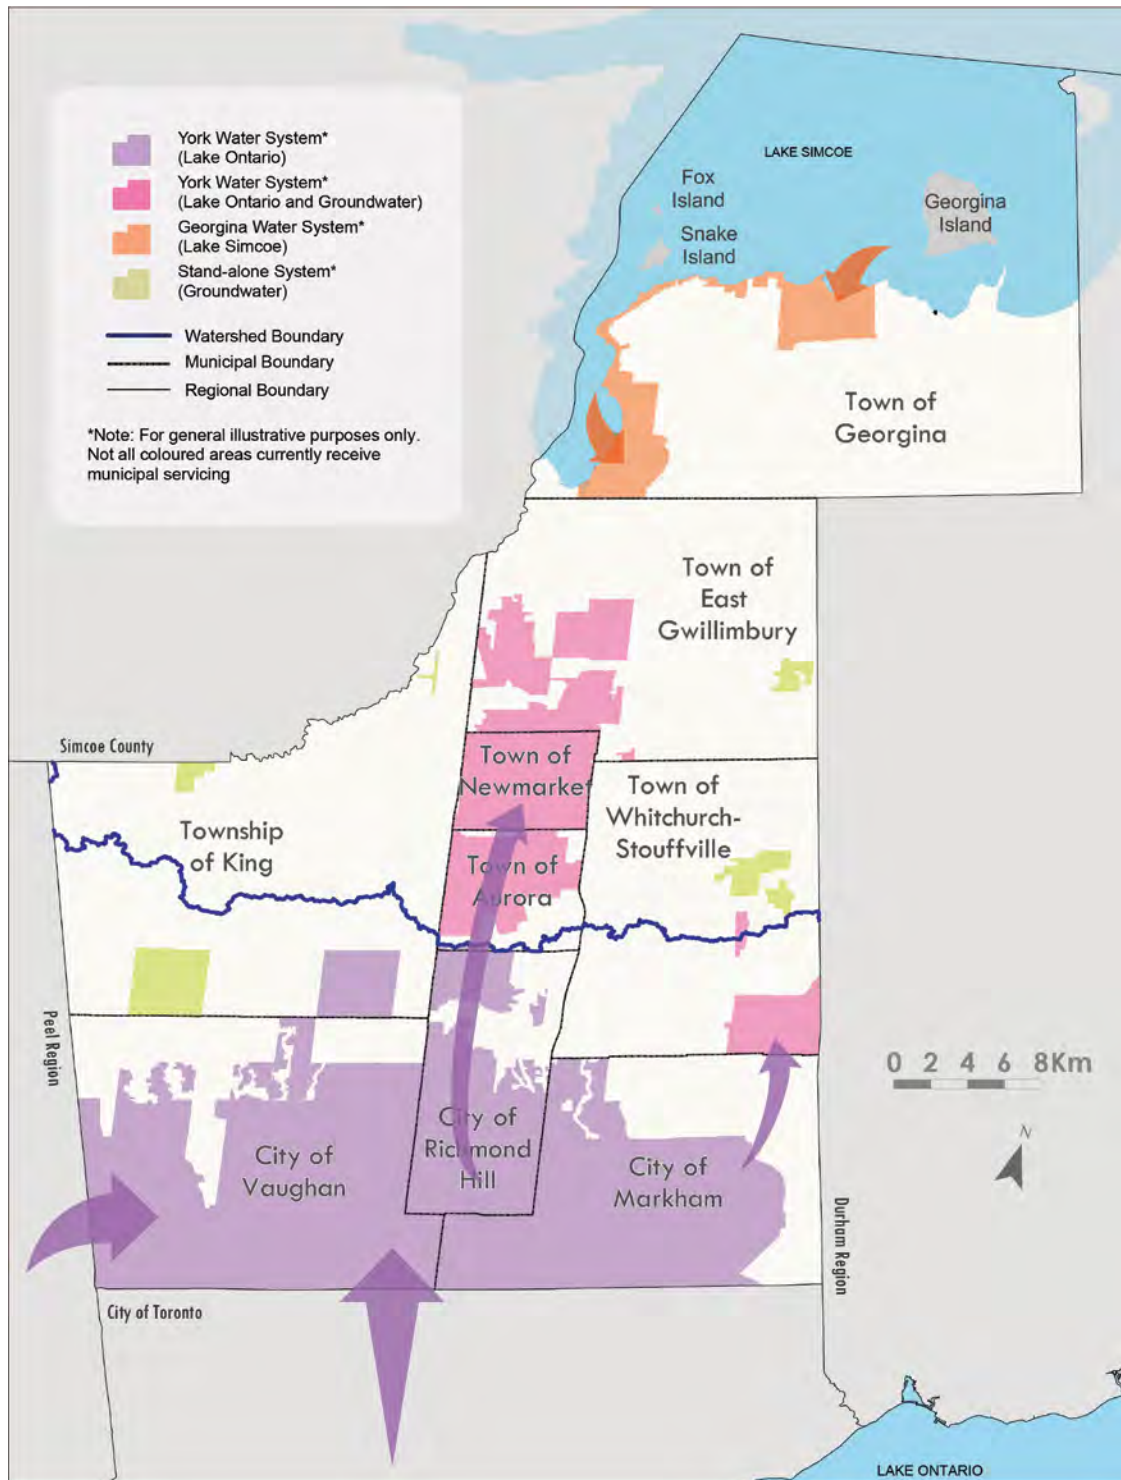 York Water System*
(Lake Ontario)
York Water System*
(Lake Ontario and Groundwater)
Georgina Water System*
(Lake Simcoe)
Stand-alone System*
(Groundwater)
Watershed Boundary
Municipal Boundary
Regional Boundary
*Note: For general illustrative purposes only.
Not all coloured areas currently receive
municipal servicing
LAKE SIMCOE
Fox
Island
Snake
Island
Georgina
Island
Town of
Georgina
Town of
East
Gwillimbury
Simcoe County
Town of
Newmarket
Town of
Whitchurch-
Stouffville
Township
of King
Town of
Aurora
Peel Region
0 2 4 6 8Km
N
City of
Richmond
Hill
City of
Vaughan
City of
Markham
Durham Region
City of Toronto
LAKE ONTARIO